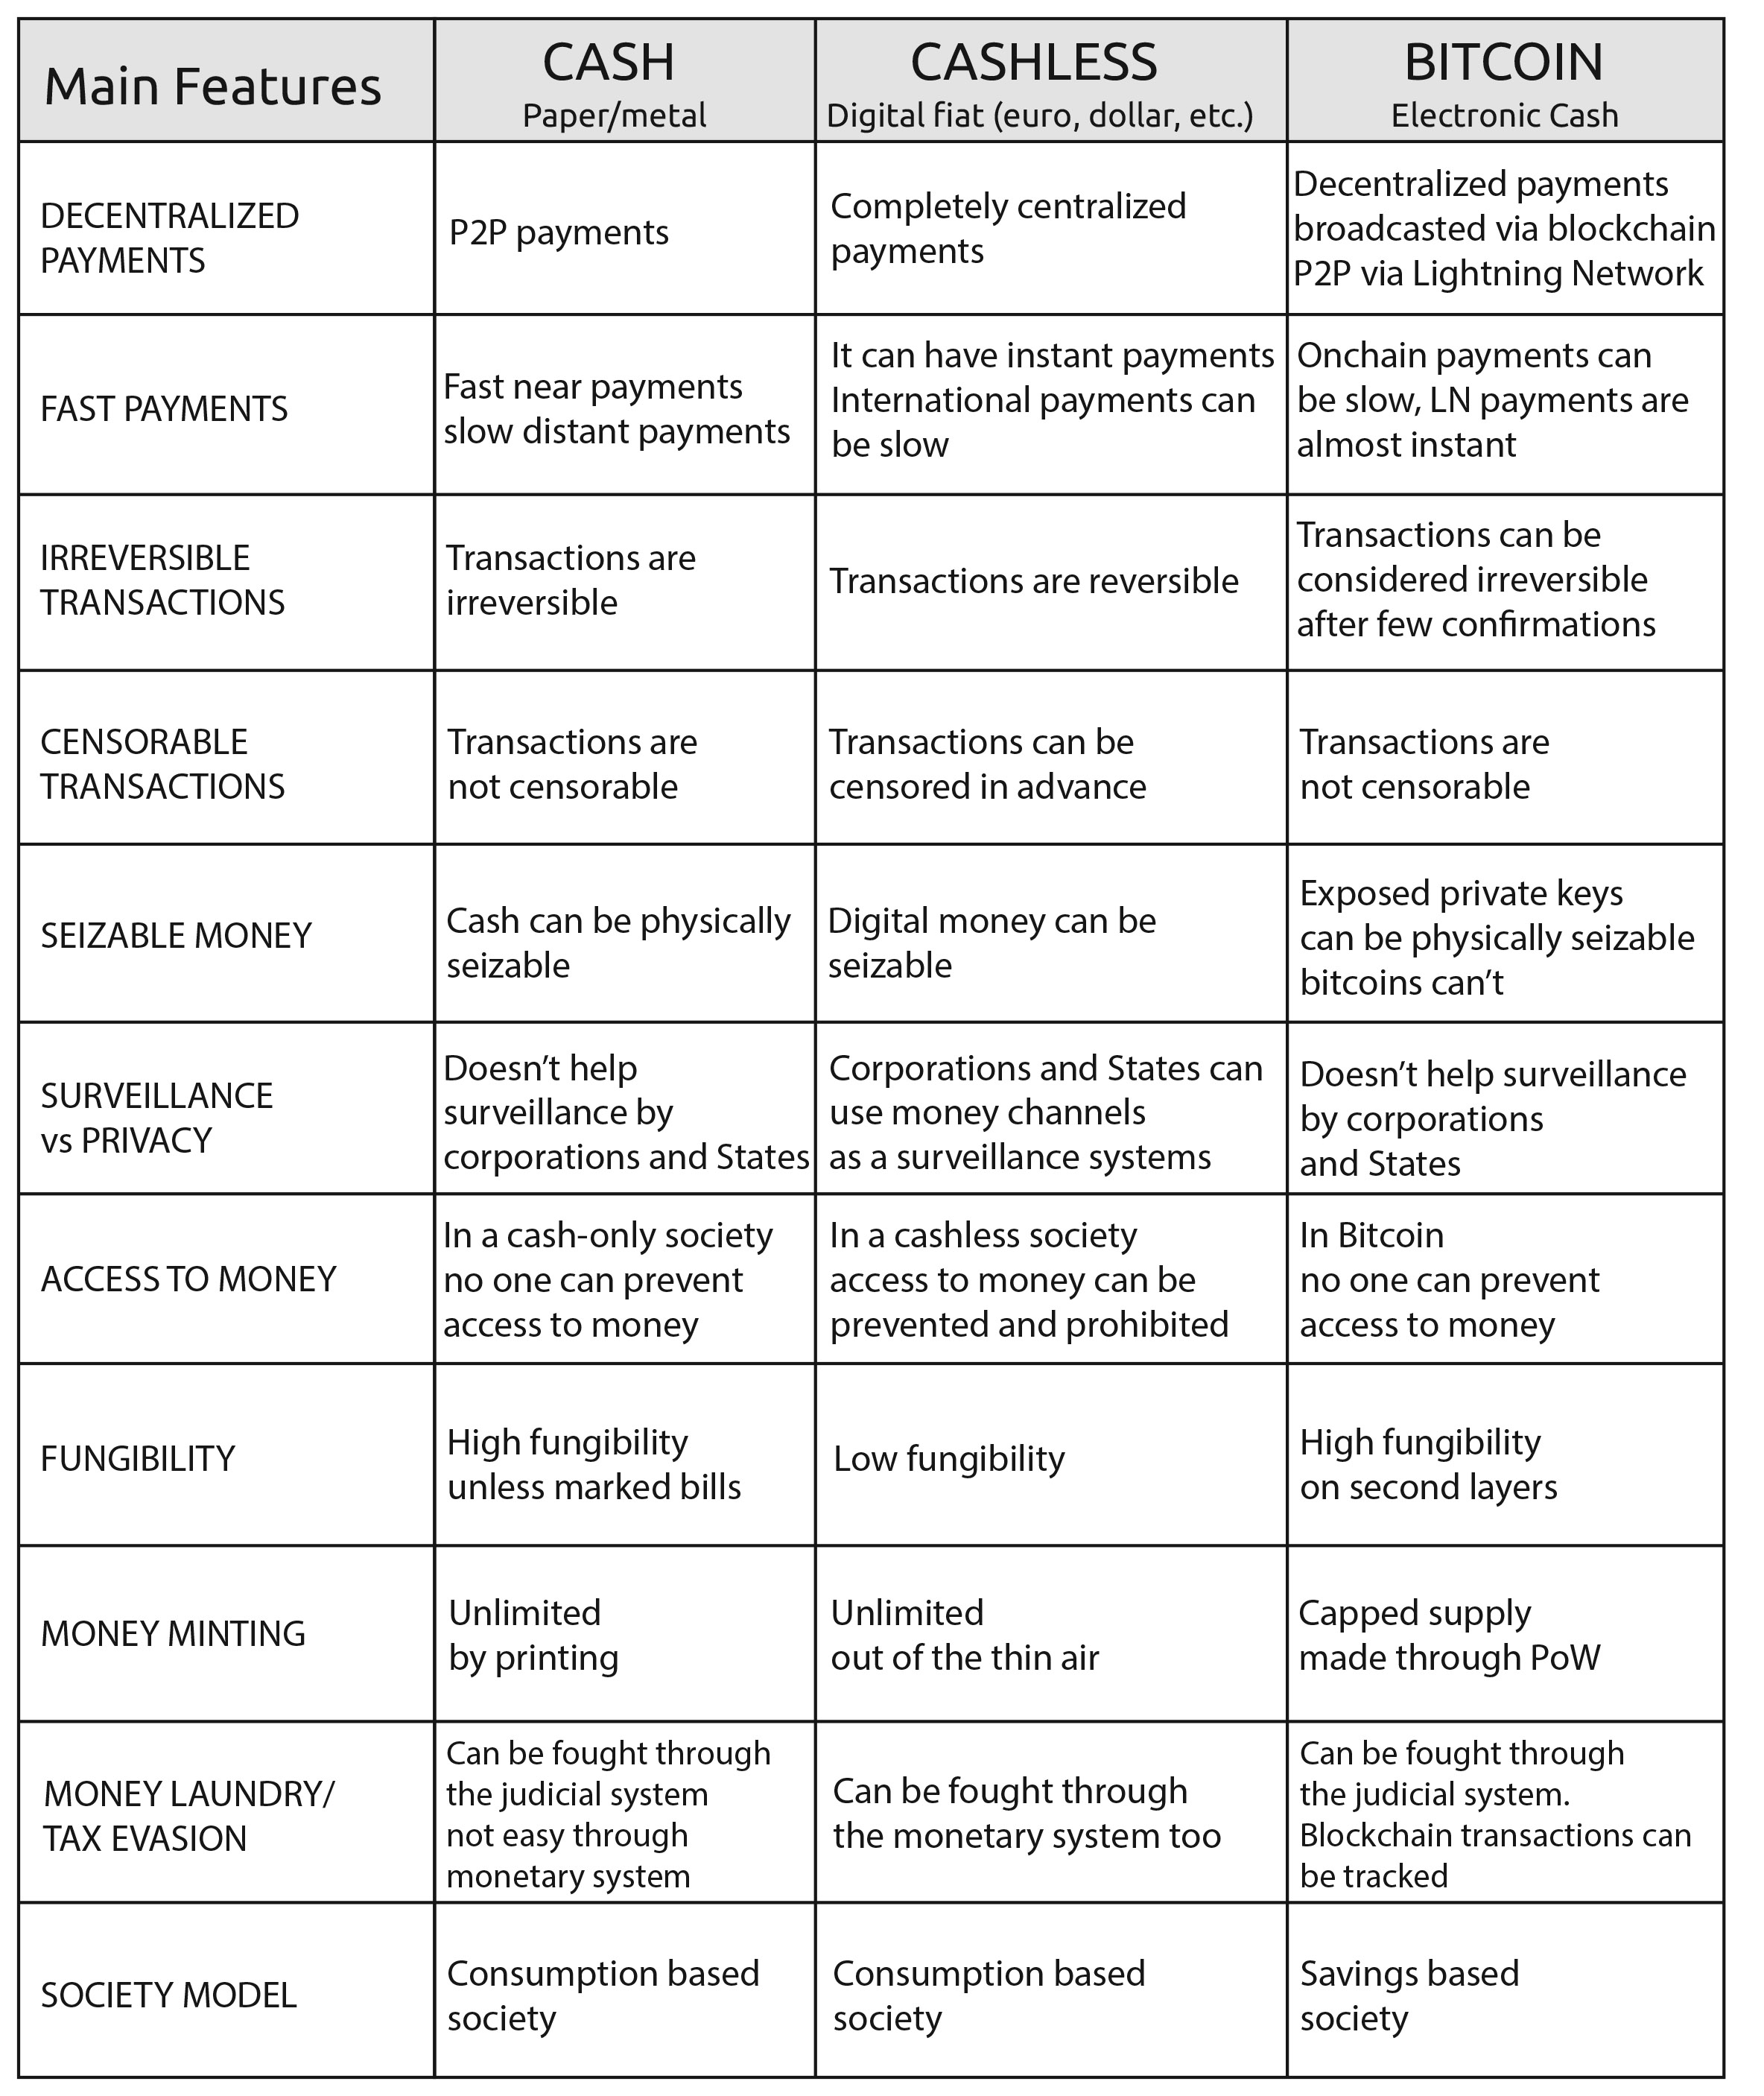 Main Features
CASH
Paper/metal
CASHLESS
Digital fiat (euro, dollar, etc.)
BITCOIN
Electronic Cash
DECENTRALIZED
PAYMENTS
P2P payments
Completely centralized
payments
Decentralized payments
broadcasted via blockchain
P2P via Lightning Network
FAST PAYMENTS
Fast near payments
slow distant payments
It can have instant payments
International payments can
be slow
Onchain payments can
be slow, LN payments are
almost instant
IRREVERSIBLE
TRANSACTIONS
Transactions are
irreversible
Transactions are reversible
Transactions can be
considered irreversible
after few confirmations
CENSORABLE
TRANSACTIONS
Transactions are
not censorable
Transactions can be
censored in advance
Transactions are
not censorable
SEIZABLE MONEY
Cash can be physically
seizable
Digital money can be
seizable
Exposed private keys
can be physically seizable
bitcoins can’t
SURVEILLANCE
vs PRIVACY
Doesn’t help
surveillance by
corporations and States
Corporations and States can
use money channels
as a surveillance systems
Doesn’t help surveillance
by corporations
and States
ACCESS TO MONEY
In a cash-only society
no one can prevent
access to money
In a cashless society
access to money can be
prevented and prohibited
In Bitcoin
no one can prevent
access to money
FUNGIBILITY
High fungibility
unless marked bills
Low fungibility
High fungibility
on second layers
MONEY MINTING
Unlimited
by printing
Unlimited
out of the thin air
Capped supply
made through PoW
MONEY LAUNDRY/
TAX EVASION
Can be fought through
the judicial system
not easy through
monetary system
Can be fought through
the monetary system too
Can be fought through
the judicial system.
Blockchain transactions can
be tracked
SOCIETY MODEL
Consumption based
society
Consumption based
society
Savings based
society